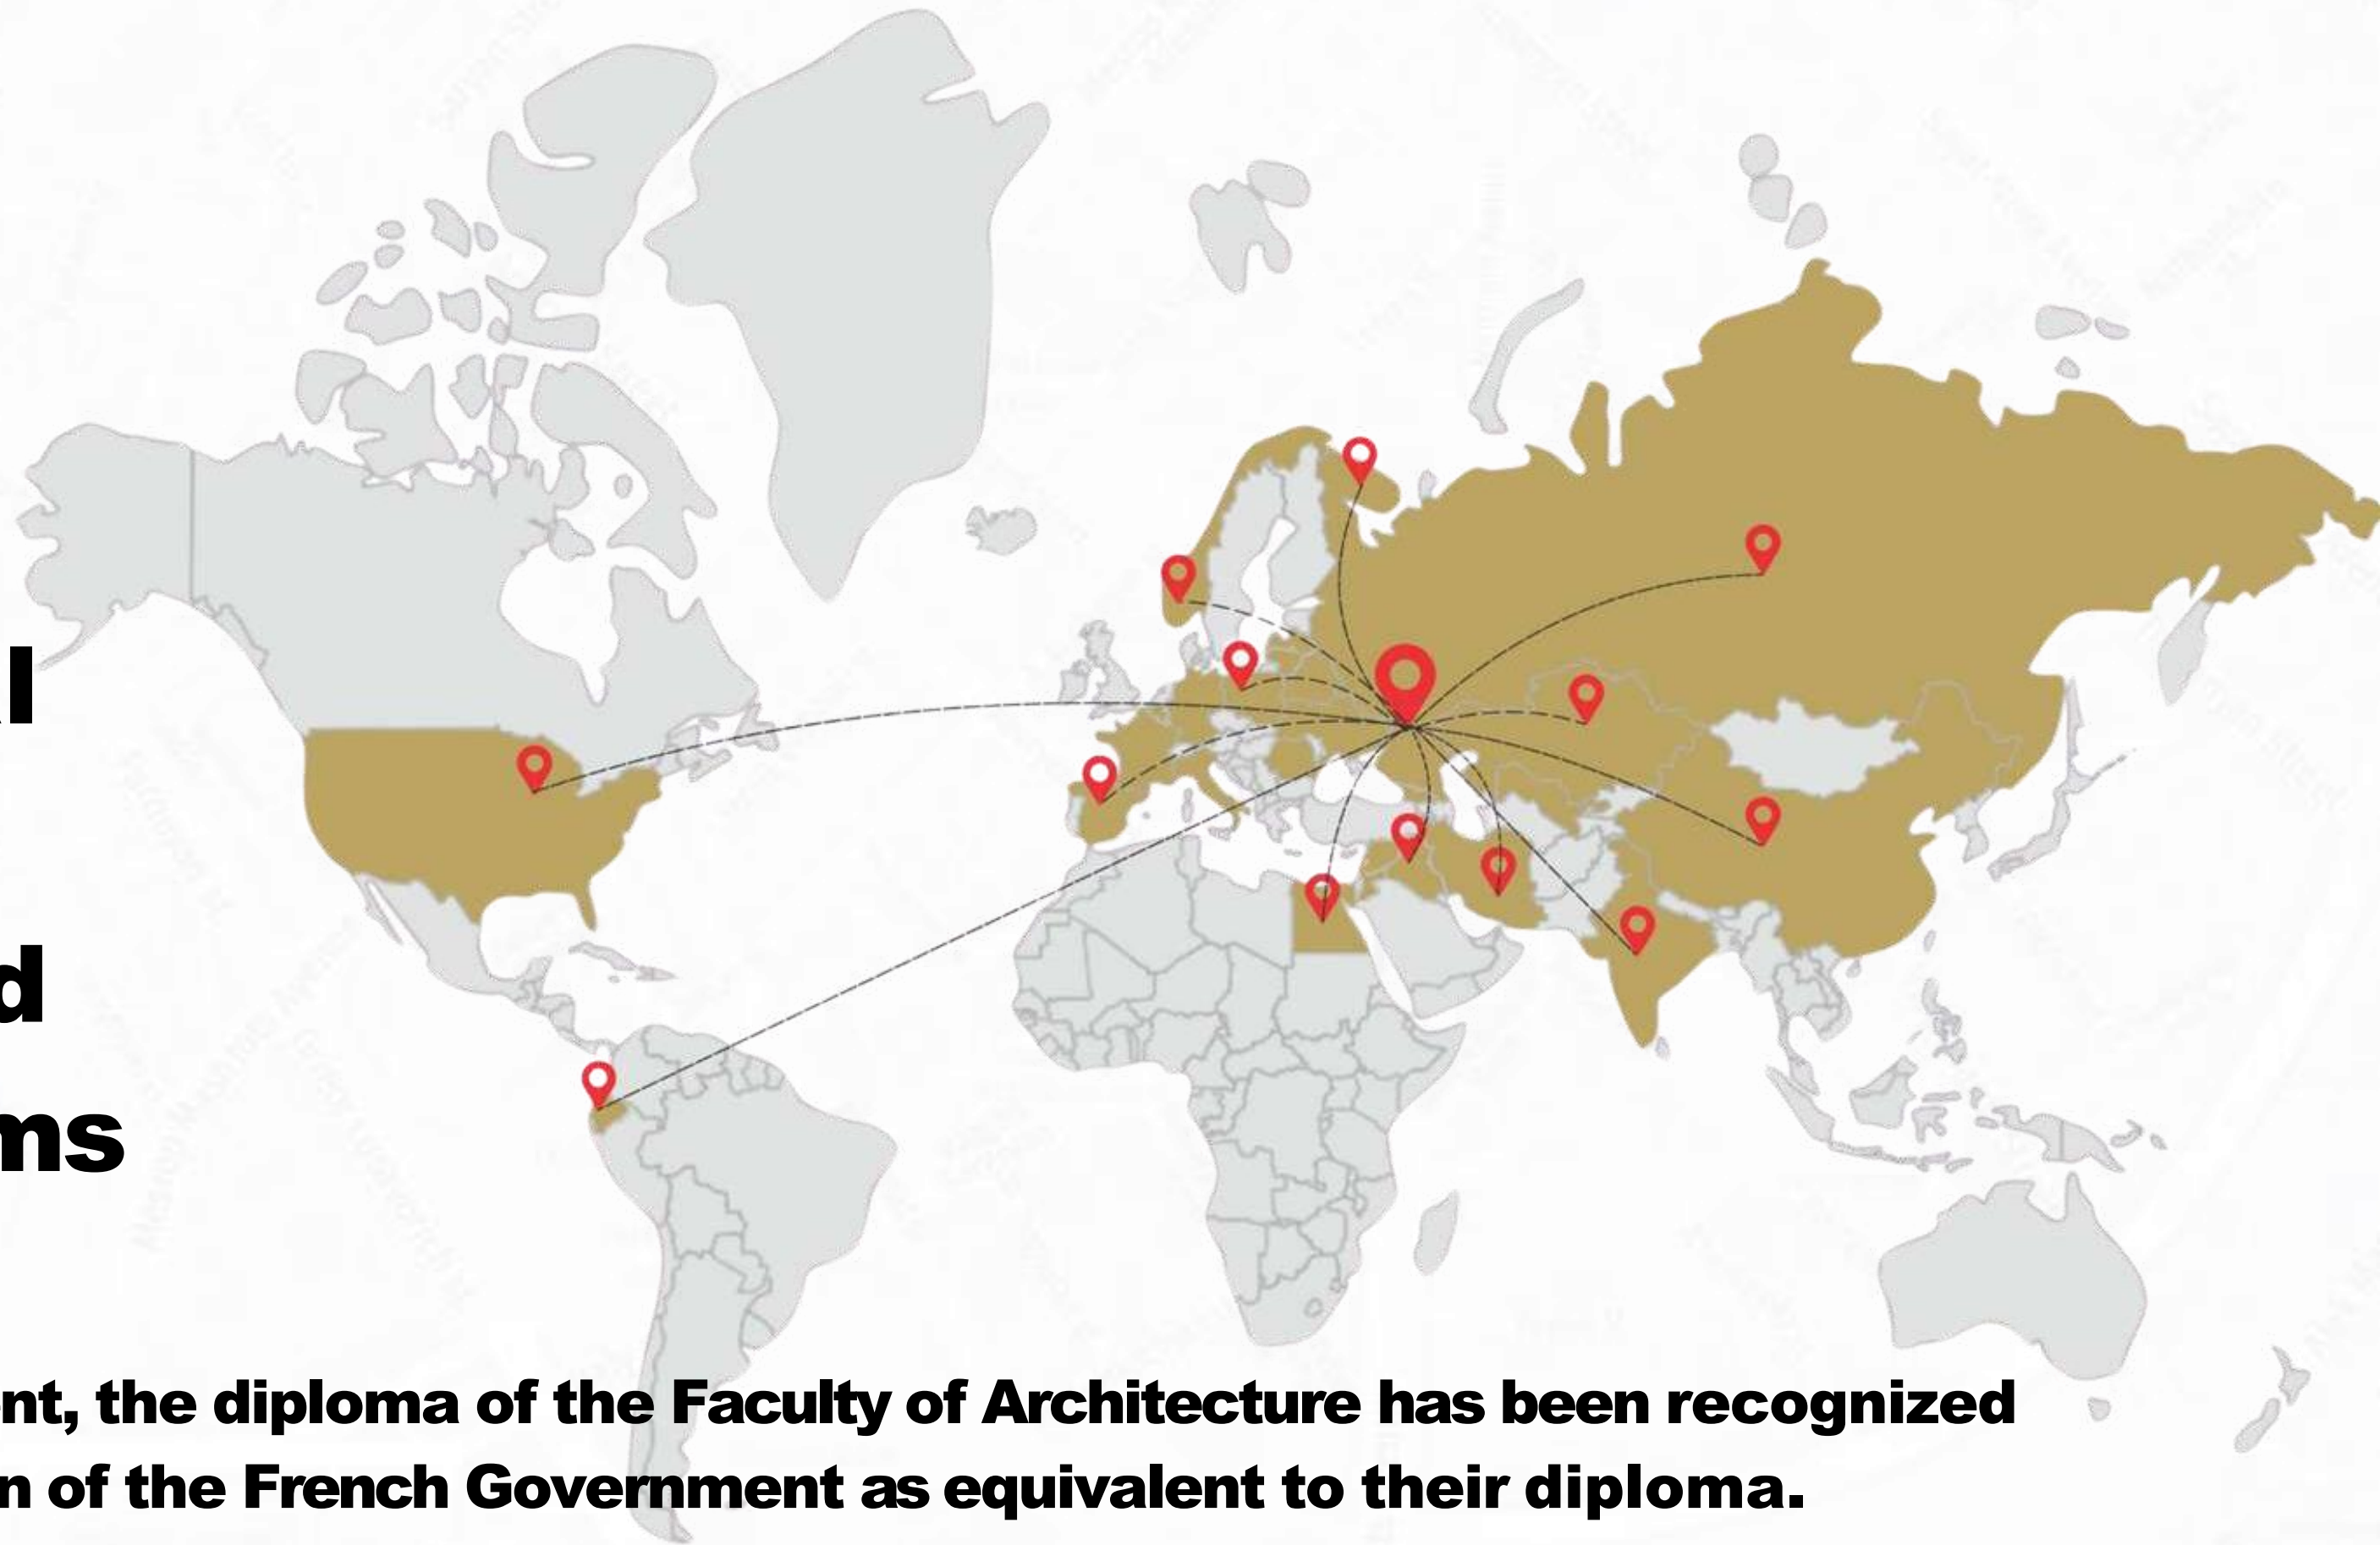 l
d
ms
nt, the diploma of the Faculty of Architecture has been recognized
n of the French Government as equivalent to their diploma.